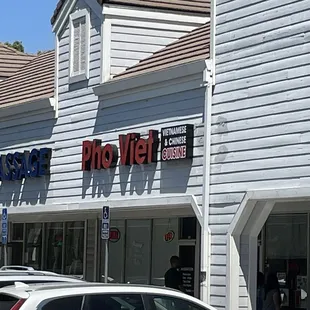 SSAGE
Pho Viet
VIETNAMESE
& CHINESE
CUISINE